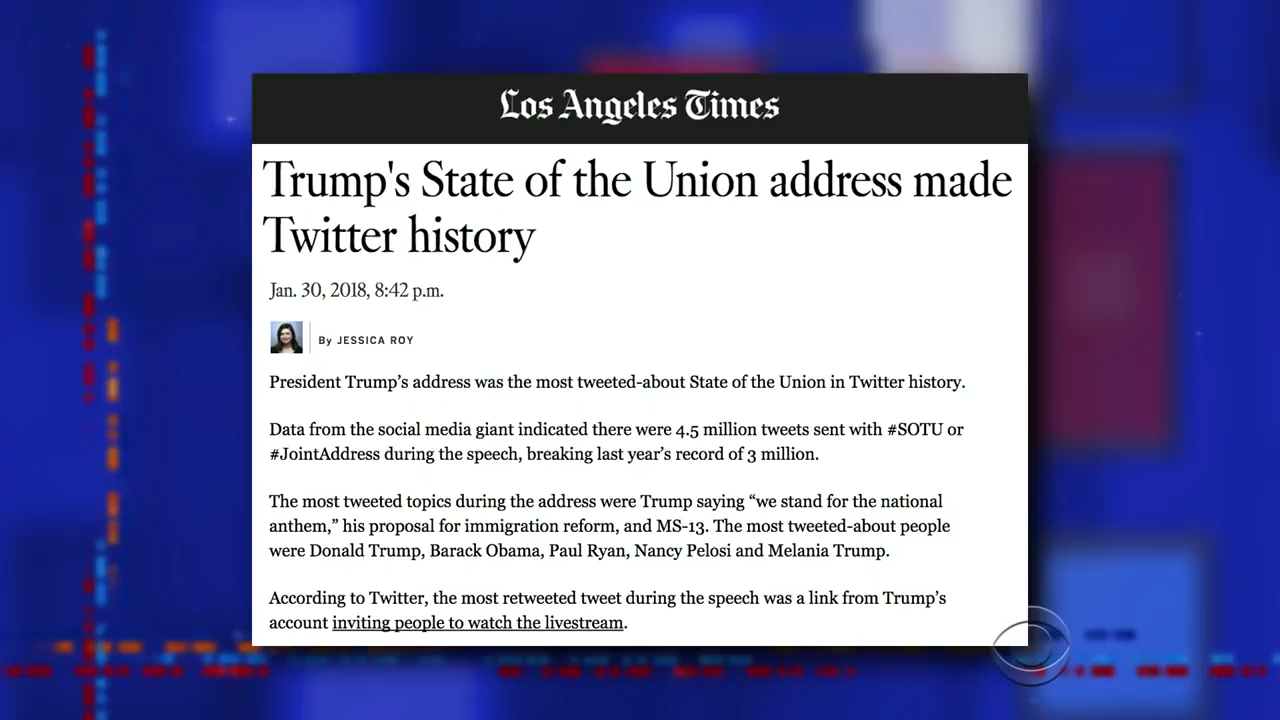 Los Angeles Times
Trump's State of the Union address made
Twitter history
Jan. 30, 2018, 8:42 p.m.
By JESSICA ROY
President Trump’s address was the most tweeted-about State of the Union in Twitter history.
Data from the social media giant indicated there were 4.5 million tweets sent with #SOTU or
#JointAddress during the speech, breaking last year’s record of 3 million.
The most tweeted topics during the address were Trump saying “we stand for the national
anthem,” his proposal for immigration reform, and MS-13. The most tweeted-about people
were Donald Trump, Barack Obama, Paul Ryan, Nancy Pelosi and Melania Trump.
According to Twitter, the most retweeted tweet during the speech was a link from Trump’s
account inviting people to watch the livestream.